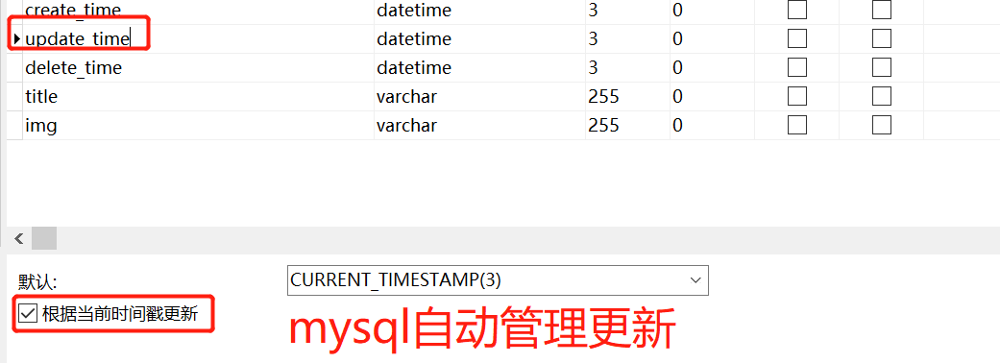 create_time datetime 3 0
update_time datetime 3 0
delete_time datetime 3 0
title varchar 255 0
img varchar 255 0
默认: CURRENT_TIMESTAMP(3)
根据当前时间戳更新
mysql自动管理更新